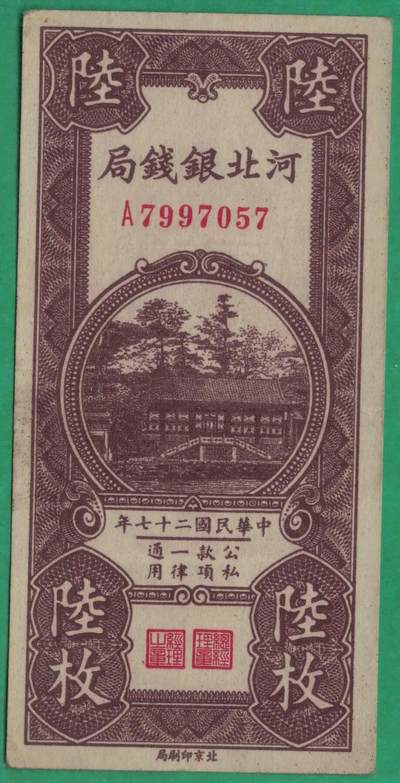 陸 陸
河北銀錢局
A7997057
中華民國二十七年
公私款項一律通用
陸枚 陸枚
北京印刷局